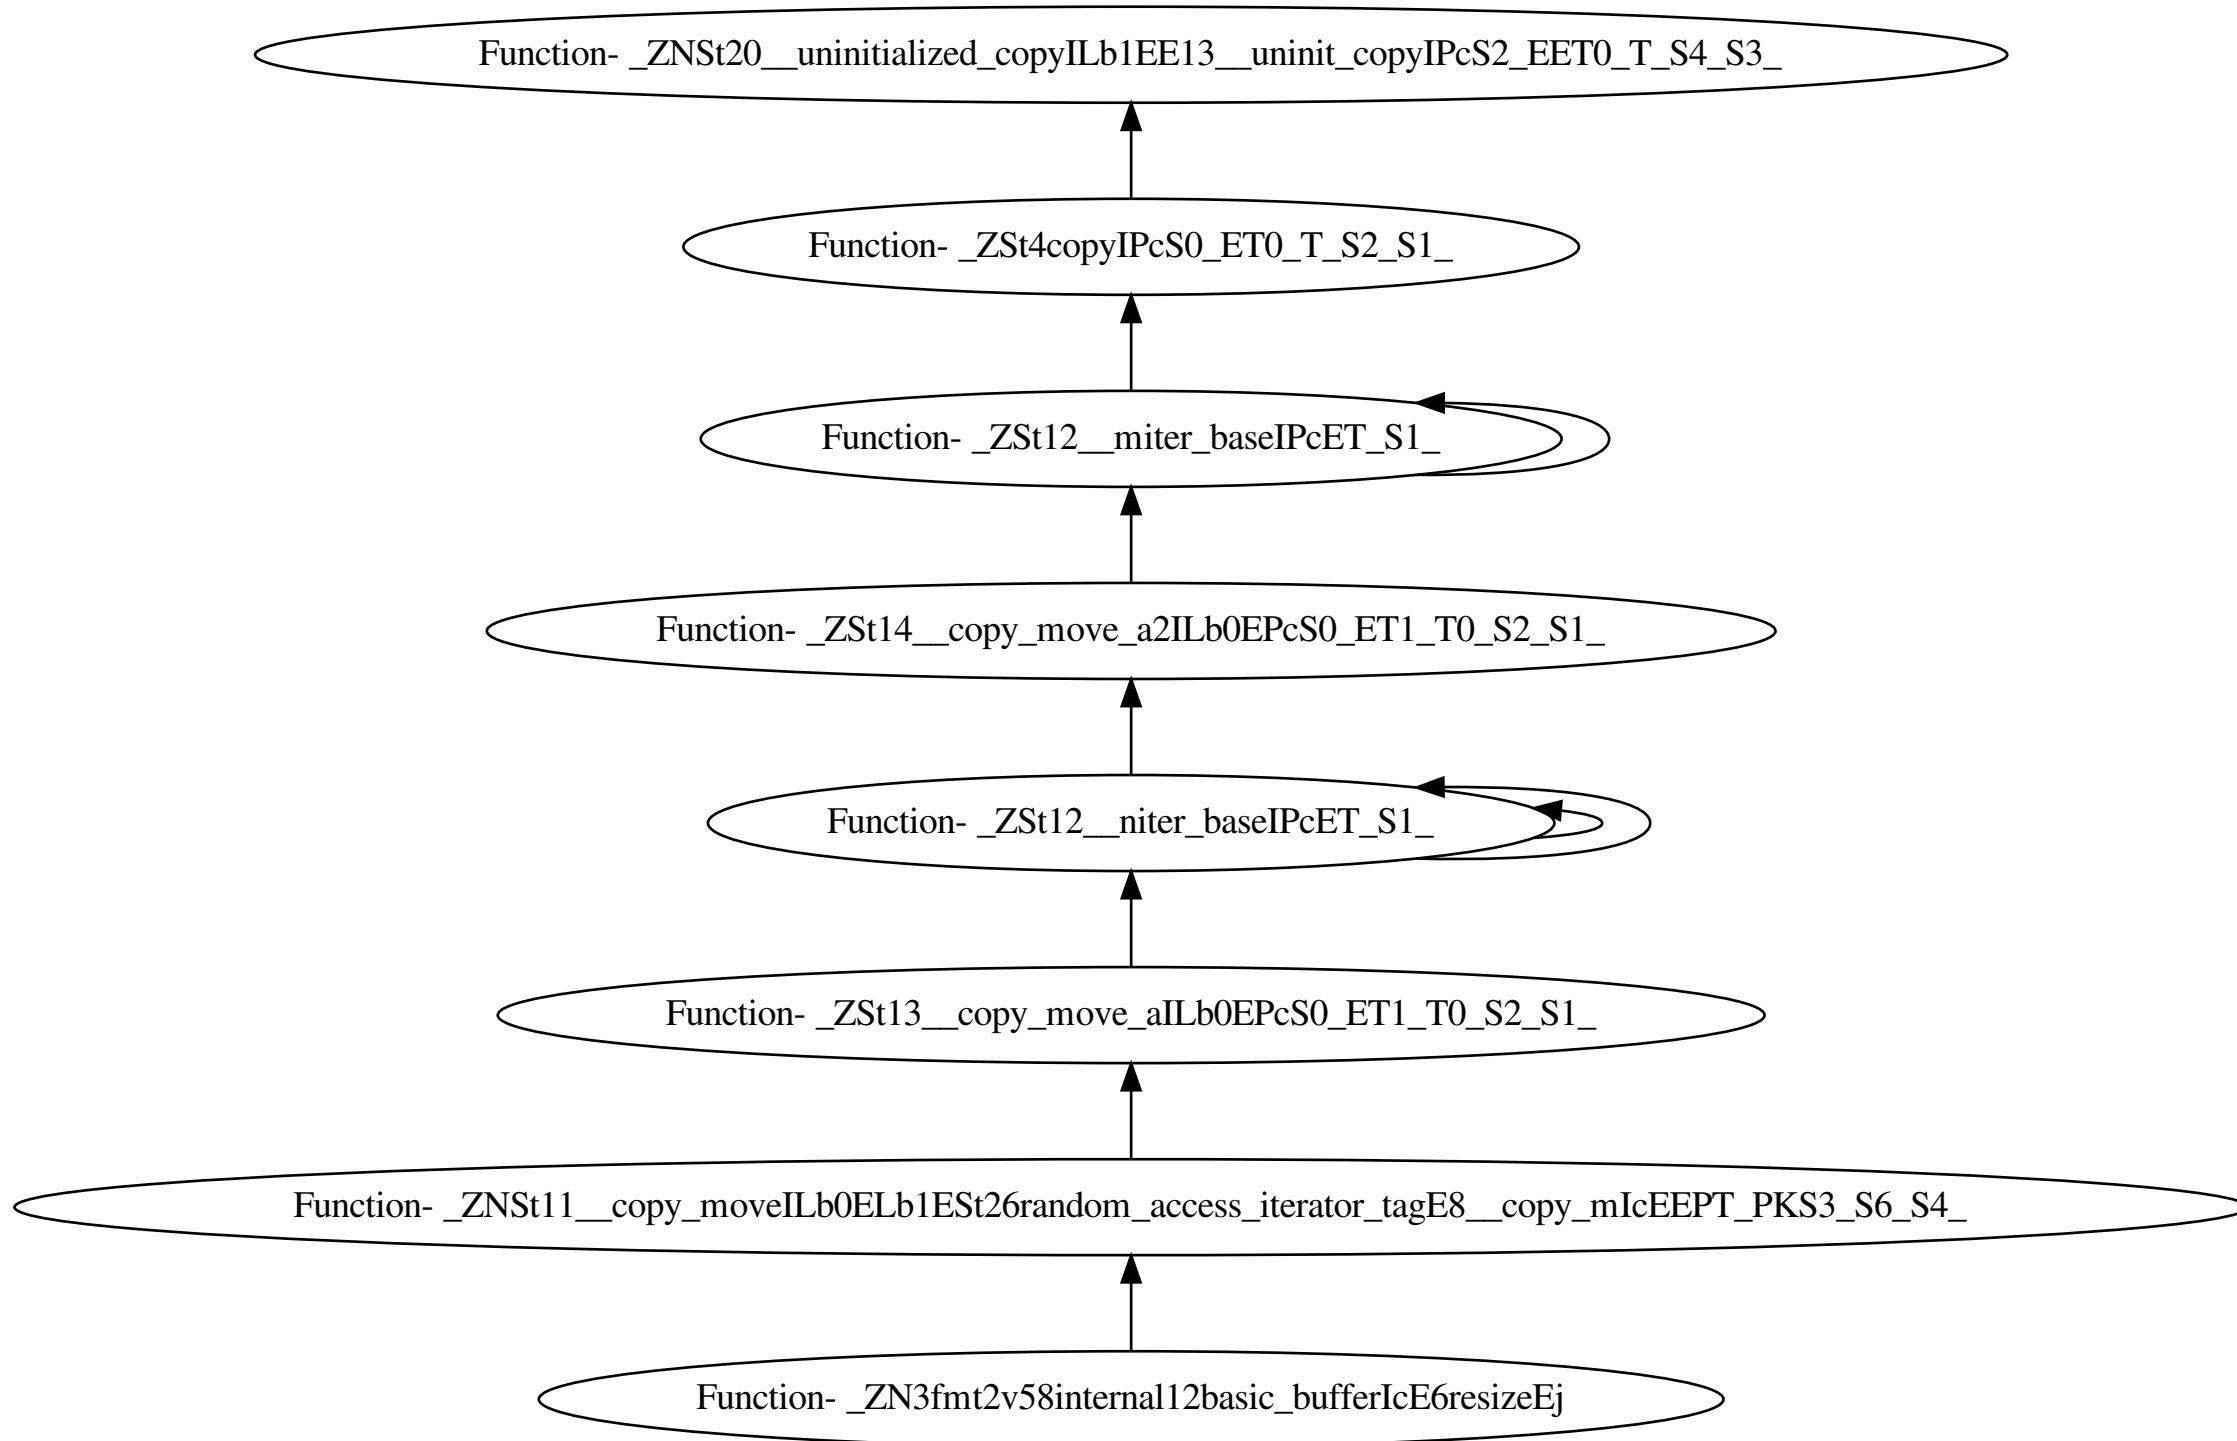 Function- _ZNSt20__uninitialized_copyILb1EE13__uninit_copyIPcS2_EET0_T_S4_S3_
Function- _ZSt4copyIPcS0_ET0_T_S2_S1_
Function- _ZSt12__miter_baseIPcET_S1_
Function- _ZSt14__copy_move_a2ILb0EPcS0_ET1_T0_S2_S1_
Function- _ZSt12__niter_baseIPcET_S1_
Function- _ZSt13__copy_move_aILb0EPcS0_ET1_T0_S2_S1_
Function- _ZNSt11__copy_moveILb0ELb1ESt26random_access_iterator_tagE8__copy_mIcEEPT_PKS3_S6_S4_
Function- _ZN3fmt2v58internal12basic_bufferIcE6resizeEj